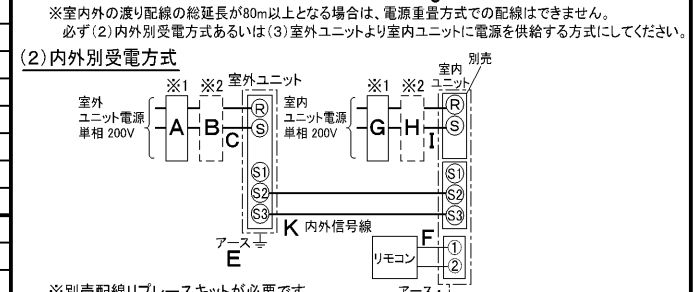 ※室内外の渡り配線の総延長が80m以上となる場合は、電源重畳方式での配線はできません。
必ず(2)内外別受電方式あるいは(3)室外ユニットより室内ユニットに電源を供給する方式にしてください。
(2)内外別受電方式
別売
※1 ※2 室外ユニット ※1 ※2 室内ユニット
室外
ユニット電源
単相 200V
A B C R S
室内
ユニット電源
単相 200V
G H I R S
S1 S1
S2 S2
S3 S3
K 内外信号線
アース
E
リモコン F ① ②
※別売配線リプレースキットが必要です
アース